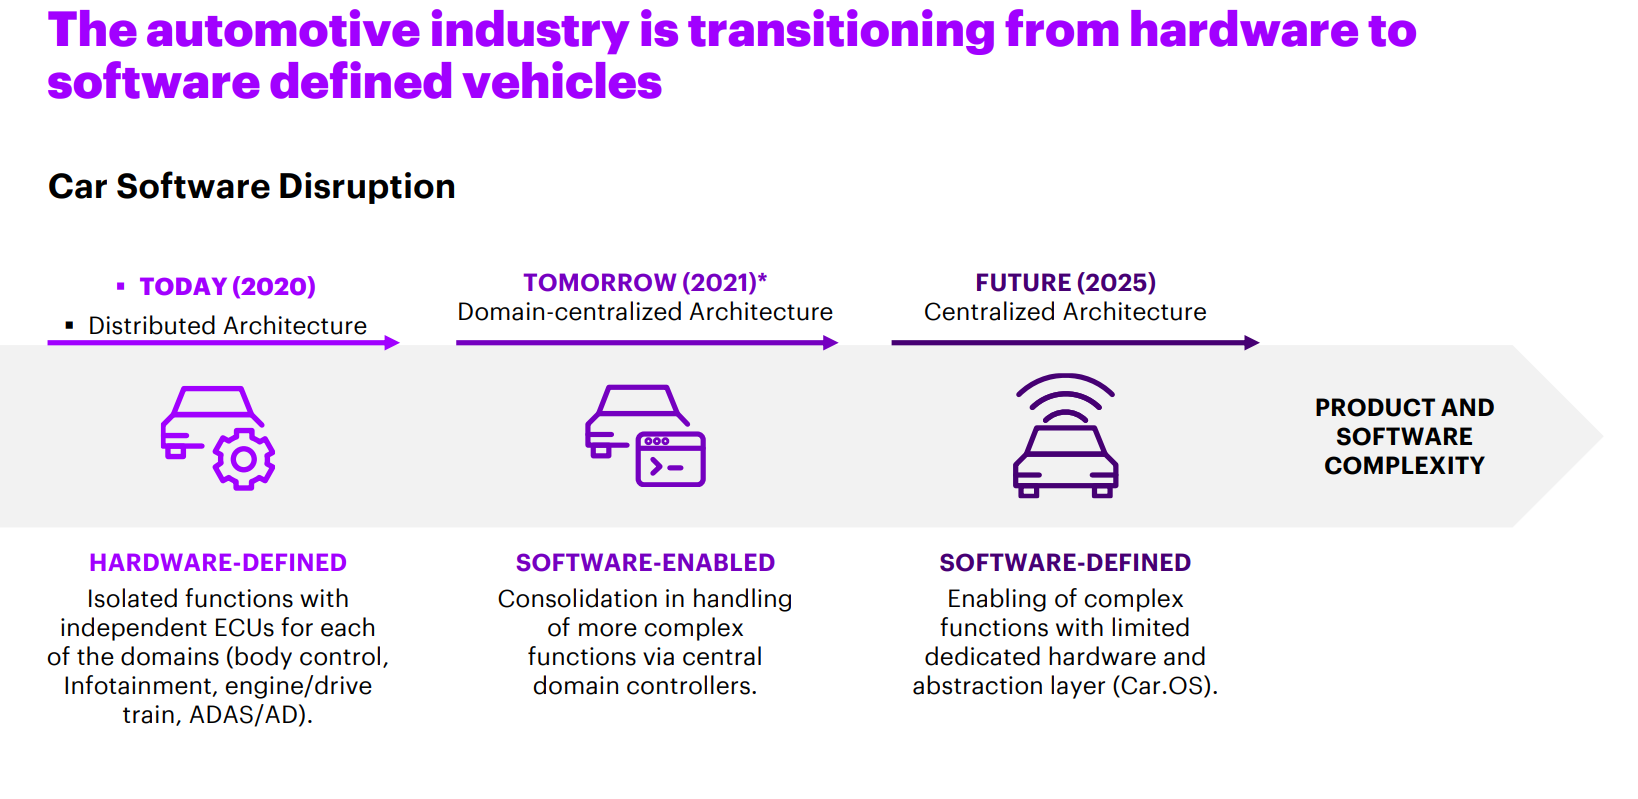 The automotive industry is transitioning from hardware to
software defined vehicles
Car Software Disruption
▪ TODAY (2020)
▪ Distributed Architecture
TOMORROW (2021)*
Domain-centralized Architecture
FUTURE (2025)
Centralized Architecture
PRODUCT AND
SOFTWARE
COMPLEXITY
HARDWARE-DEFINED
Isolated functions with
independent ECUs for each
of the domains (body control,
Infotainment, engine/drive
train, ADAS/AD).
SOFTWARE-ENABLED
Consolidation in handling
of more complex
functions via central
domain controllers.
SOFTWARE-DEFINED
Enabling of complex
functions with limited
dedicated hardware and
abstraction layer (Car.OS).